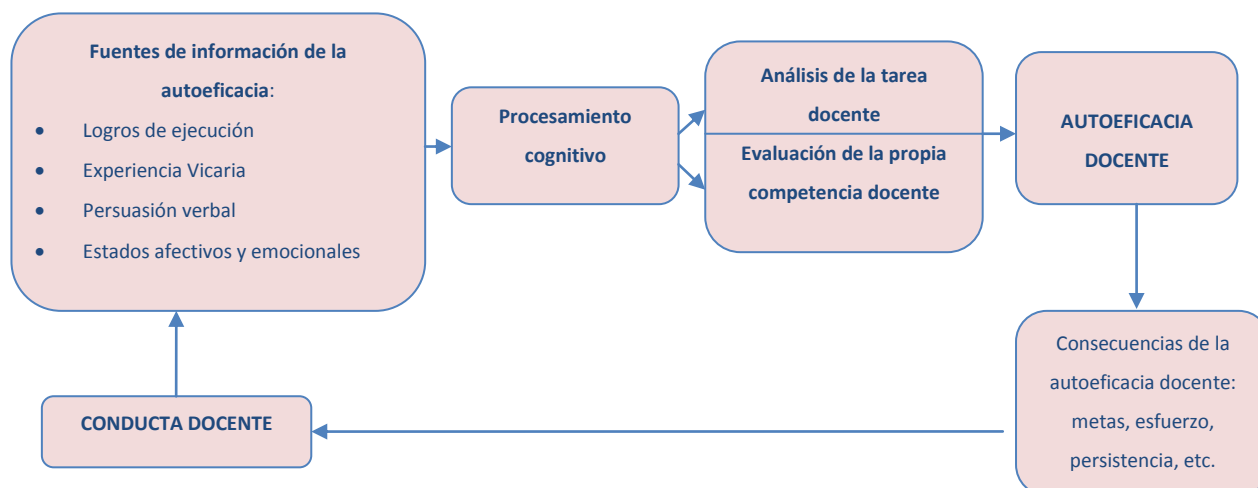 Fuentes de información de la
autoeficacia:
• Logros de ejecución
• Experiencia Vicaria
• Persuasión verbal
• Estados afectivos y emocionales
Procesamiento
cognitivo
Análisis de la tarea
docente
Evaluación de la propia
competencia docente
AUTOEFICACIA
DOCENTE
Consecuencias de la
autoeficacia docente:
metas, esfuerzo,
persistencia, etc.
CONDUCTA DOCENTE